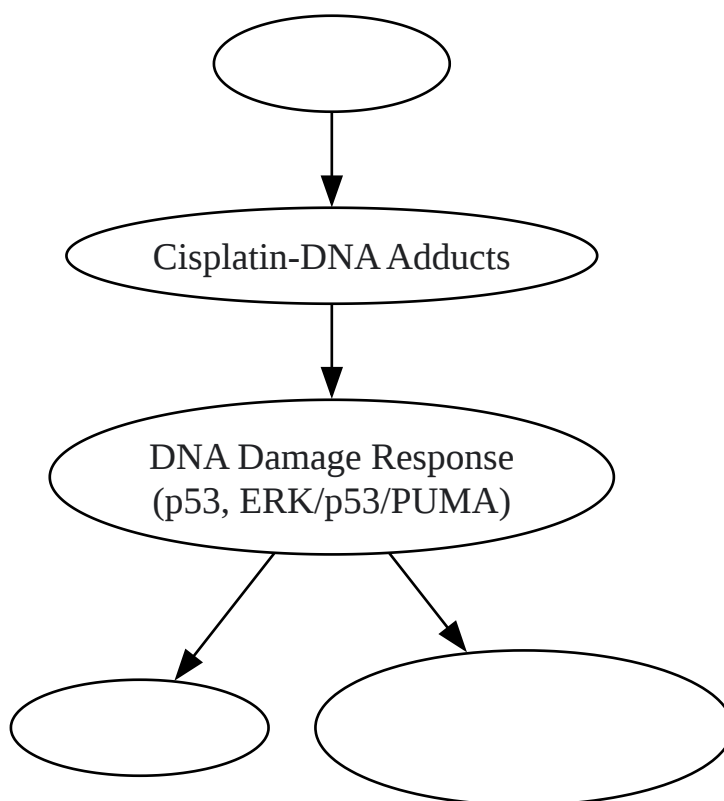 Cisplatin-DNA Adducts
DNA Damage Response
(p53, ERK/p53/PUMA)